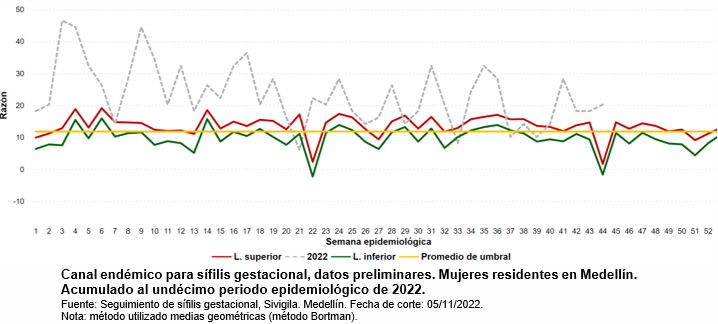 50
40
30
20
10
0
-10
Razón
1 2 3 4 5 6 7 8 9 10 11 12 13 14 15 16 17 18 19 20 21 22 23 24 25 26 27 28 29 30 31 32 33 34 35 36 37 38 39 40 41 42 43 44 45 46 47 48 49 50 51 52
Semana epidemiológica
L. superior 2022 L. inferior Promedio de umbral
Canal endémico para sífilis gestacional, datos preliminares. Mujeres residentes en Medellín.
Acumulado al undécimo periodo epidemiológico de 2022.
Fuente: Seguimiento de sífilis gestacional, Sivigila. Medellín. Fecha de corte: 05/11/2022.
Nota: método utilizado medias geométricas (método Bortman).